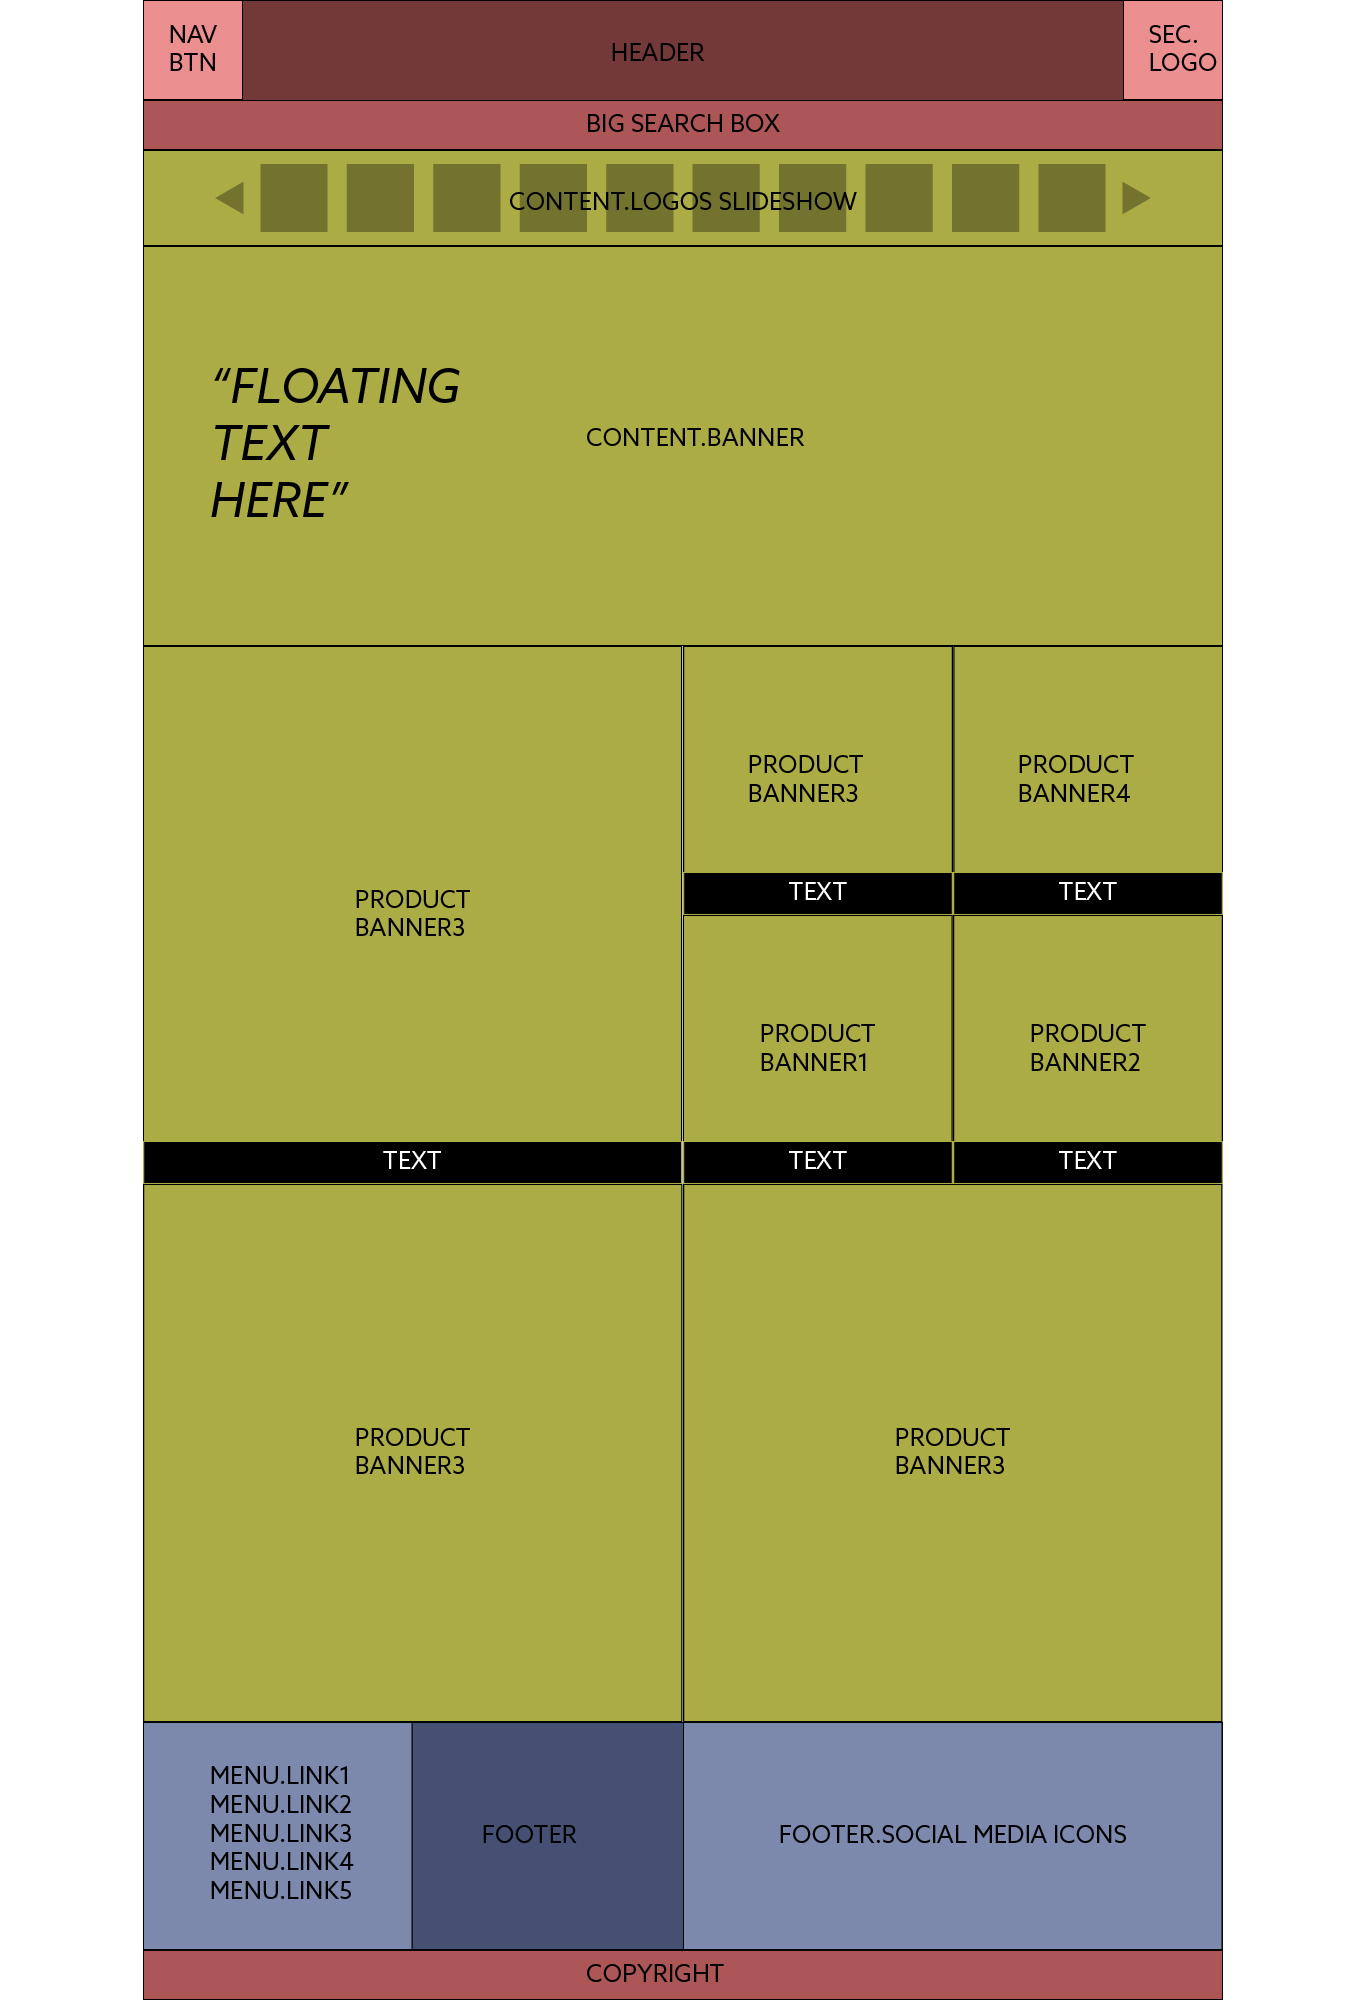 NAV
BTN
HEADER
SEC.
LOGO
BIG SEARCH BOX
CONTENT.LOGOS SLIDESHOW
“FLOATING
TEXT
HERE”
CONTENT.BANNER
PRODUCT
BANNER3
PRODUCT
BANNER3
PRODUCT
BANNER4
TEXT
TEXT
PRODUCT
BANNER1
PRODUCT
BANNER2
TEXT
TEXT
TEXT
PRODUCT
BANNER3
PRODUCT
BANNER3
MENU.LINK1
MENU.LINK2
MENU.LINK3
MENU.LINK4
MENU.LINK5
FOOTER
FOOTER.SOCIAL MEDIA ICONS
COPYRIGHT